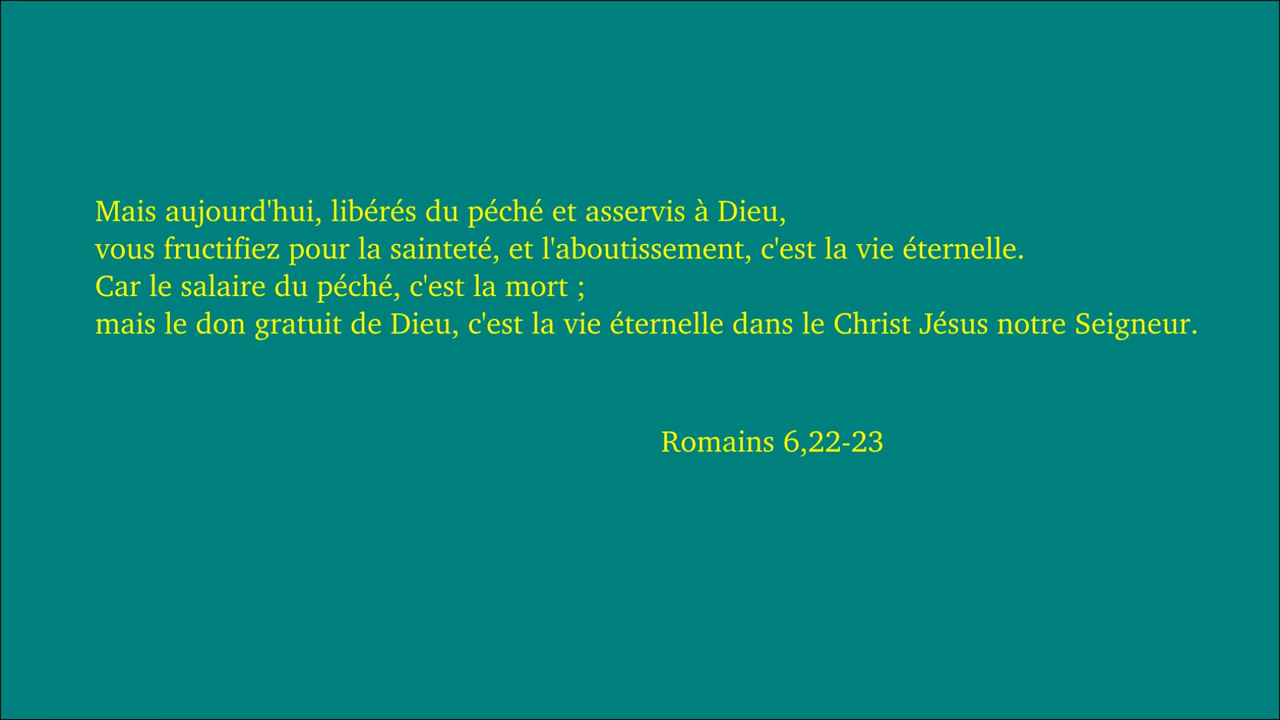 Mais aujourd'hui, libérés du péché et asservis à Dieu,
vous fructifiez pour la sainteté, et l'aboutissement, c'est la vie éternelle.
Car le salaire du péché, c'est la mort ;
mais le don gratuit de Dieu, c'est la vie éternelle dans le Christ Jésus notre Seigneur.
Romains 6,22-23